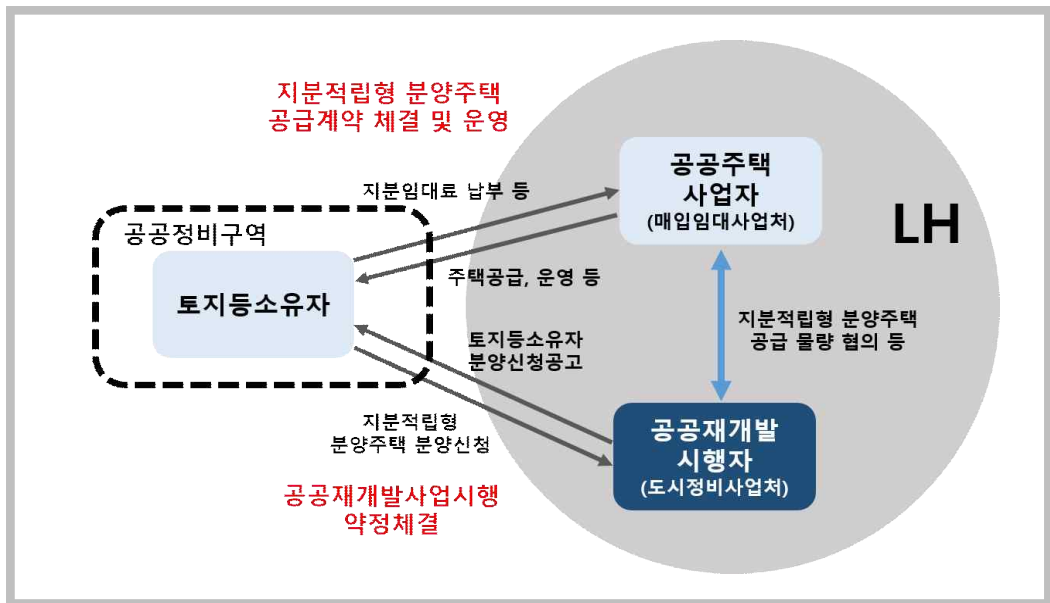 지분적립형 분양주택
공급계약 체결 및 운영
공공주택
사업자
(매입임대사업처)
LH
지분임대료 납부 등
공공정비구역
토지등소유자
주택공급, 운영 등
지분적립형 분양주택
공급 물량 협의 등
토지등소유자
분양신청공고
지분적립형
분양주택 분양신청
공공재개발
시행자
(도시정비사업처)
공공재개발사업시행
약정체결